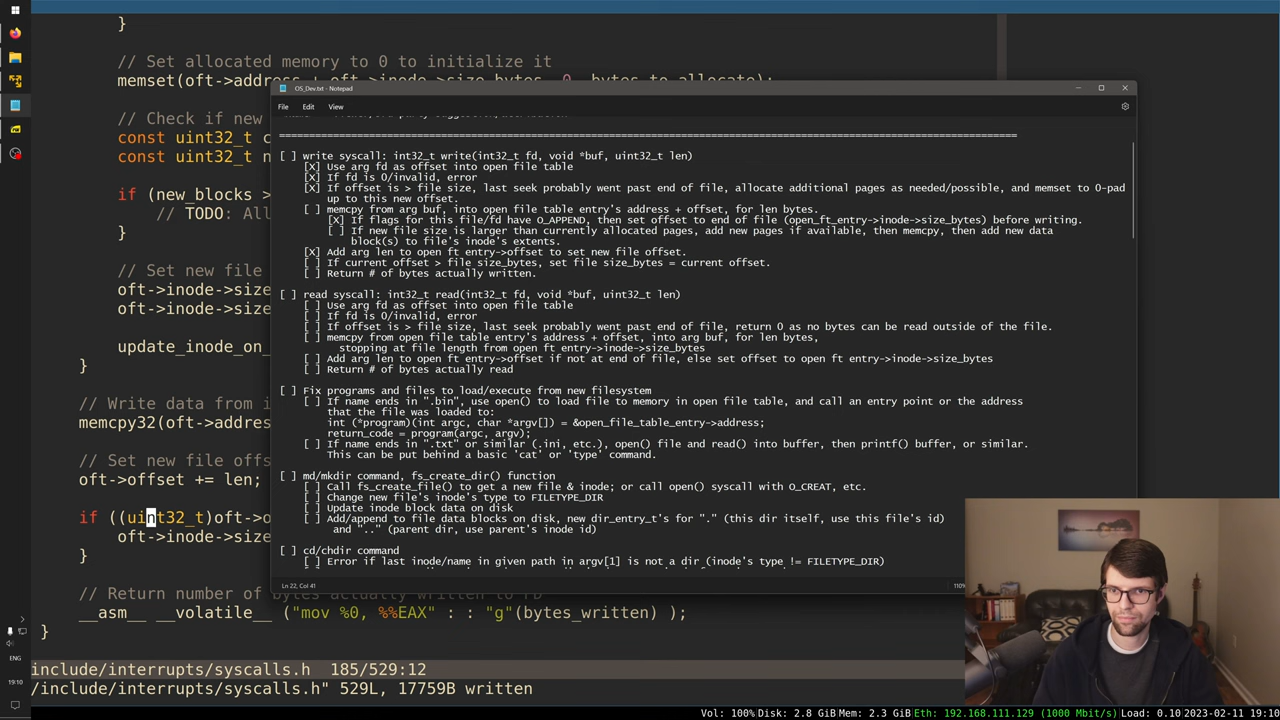 }
// Set allocated memory to 0 to initialize it
memset(oft->address + oft->inode->size_bytes, 0, bytes_to_allocate);
// Check if new
const uint32_t
const uint32_t
if (new_blocks >
// TODO: All
}
// Set new file
oft->inode->size
oft->inode->size
update_inode_on_
}
// Write data from
memcpy32(oft->addres
// Set new file offs
oft->offset += len;
if ((uint32_t)oft->o
oft->inode->size
}
// Return number of bytes actually written to FD
__asm__ __volatile__ ("mov %0, %%EAX" : : "g"(bytes_written) );
}
OS_Dev.txt - Notepad
File Edit View
[ ] write syscall: int32_t write(int32_t fd, void *buf, uint32_t len)
[X] Use arg fd as offset into open file table
[X] If fd is 0/invalid, error
[X] If offset is > file size, last seek probably went past end of file, allocate additional pages as needed/possible, and memset to 0-pad
up to this new offset.
[ ] memcpy from arg buf, into open file table entry's address + offset, for len bytes.
[X] If flags for this file/fd have O_APPEND, then set offset to end of file (open_ft_entry->inode->size_bytes) before writing.
[ ] If new file size is larger than currently allocated pages, add new pages if available, then memcpy, then add new data
block(s) to file's inode's extents.
[X] Add arg len to open ft entry->offset to set new file offset.
[ ] If current offset > file size_bytes, set file size_bytes = current offset.
[ ] Return # of bytes actually written.
[ ] read syscall: int32_t read(int32_t fd, void *buf, uint32_t len)
[ ] Use arg fd as offset into open file table
[ ] If fd is 0/invalid, error
[ ] If offset is > file size, last seek probably went past end of file, return 0 as no bytes can be read outside of the file.
[ ] memcpy from open file table entry's address + offset, into arg buf, for len bytes,
stopping at file length from open ft entry->inode->size_bytes
[ ] Add arg len to open ft entry->offset if not at end of file, else set offset to open ft entry->inode->size_bytes
[ ] Return # of bytes actually read
[ ] Fix programs and files to load/execute from new filesystem
[ ] If name ends in ".bin", use open() to load file to memory in open file table, and call an entry point or the address
that the file was loaded to:
int (*program)(int argc, char *argv[]) = &open_file_table_entry->address;
return_code = program(argc, argv);
[ ] If name ends in ".txt" or similar (.ini, etc.), open() file and read() into buffer, then printf() buffer, or similar.
This can be put behind a basic 'cat' or 'type' command.
[ ] md/mkdir command, fs_create_dir() function
[ ] Call fs_create_file() to get a new file & inode; or call open() syscall with O_CREAT, etc.
[ ] Change new file's inode's type to FILETYPE_DIR
[ ] Update inode block data on disk
[ ] Add/append to file data blocks on disk, new dir_entry_t's for "." (this dir itself, use this file's id)
and ".." (parent dir, use parent's inode id)
[ ] cd/chdir command
[ ] Error if last inode/name in given path in argv[1] is not a dir (inode's type != FILETYPE_DIR)
Ln 22, Col 41
110%
include/interrupts/syscalls.h 185/529:12
/include/interrupts/syscalls.h" 529L, 17759B written
ENG
19:10
Vol: 100% Disk: 2.8 GiB Mem: 2.3 GiB Eth: 192.168.111.129 (1000 Mbit/s) Load: 0.10 2023-02-11 19:10